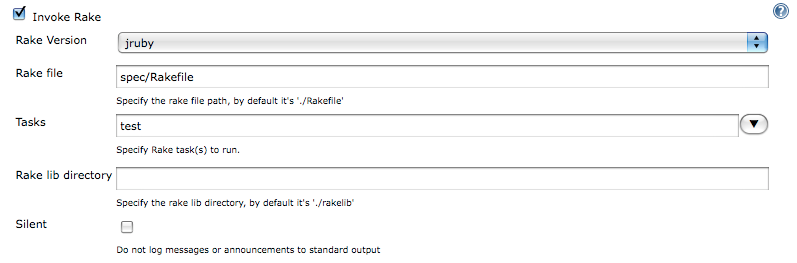 Invoke Rake
Rake Version jruby
Rake file spec/Rakefile
Specify the rake file path, by default it's './Rakefile'
Tasks test
Specify Rake task(s) to run.
Rake lib directory
Specify the rake lib directory, by default it's './rakelib'
Silent
Do not log messages or announcements to standard output